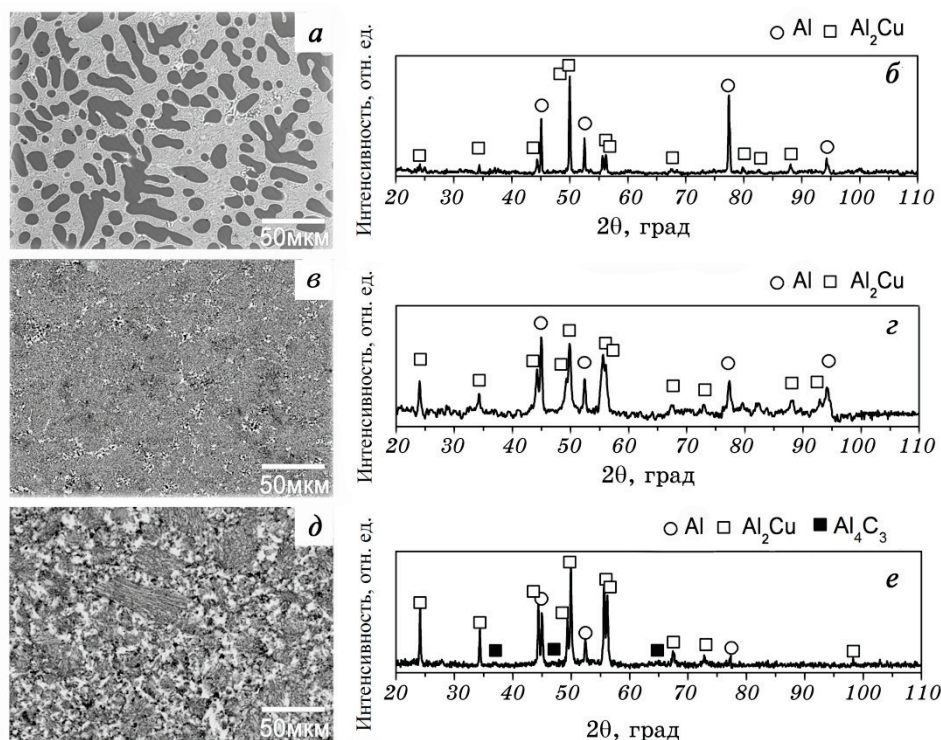 а
50мкм
Al Al2Cu
б
Интенсивность, отн. ед.
20 30 40 50 60 70 80 90 100 110
2θ, град
в
50мкм
Al Al2Cu
г
Интенсивность, отн. ед.
20 30 40 50 60 70 80 90 100 110
2θ, град
д
50мкм
Al Al2Cu Al4C3
е
Интенсивность, отн. ед.
20 30 40 50 60 70 80 90 100 110
2θ, град